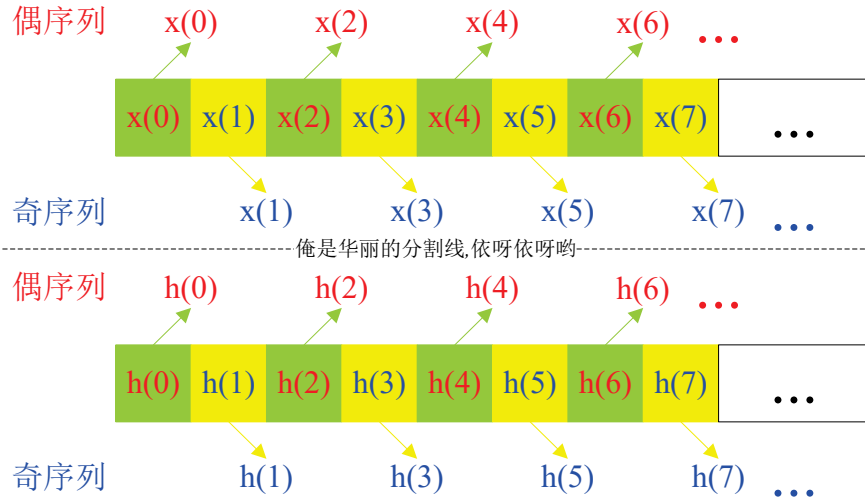 偶序列 x(0) x(2) x(4) x(6) ...
x(0) x(1) x(2) x(3) x(4) x(5) x(6) x(7) ...
奇序列 x(1) x(3) x(5) x(7) ...
俺是华丽的分割线,依呀依呀哟
偶序列 h(0) h(2) h(4) h(6) ...
h(0) h(1) h(2) h(3) h(4) h(5) h(6) h(7) ...
奇序列 h(1) h(3) h(5) h(7) ...